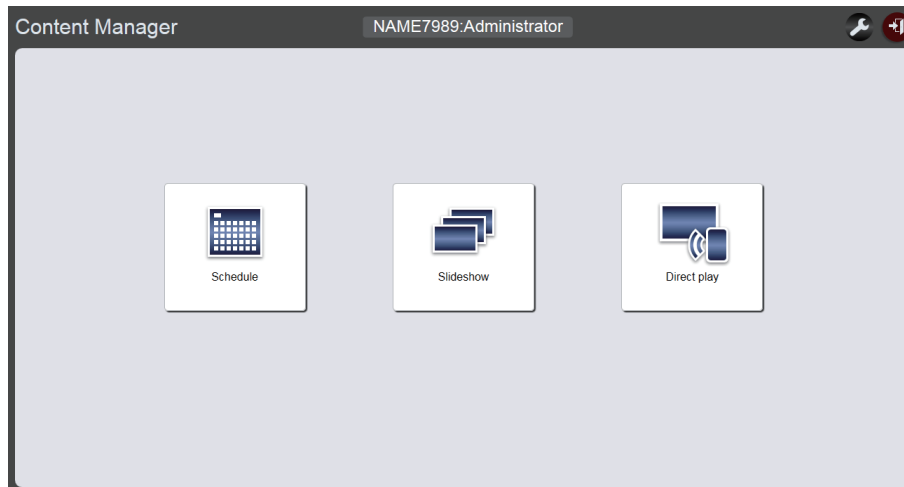 Content Manager
NAME7989:Administrator
Schedule
Slideshow
Direct play